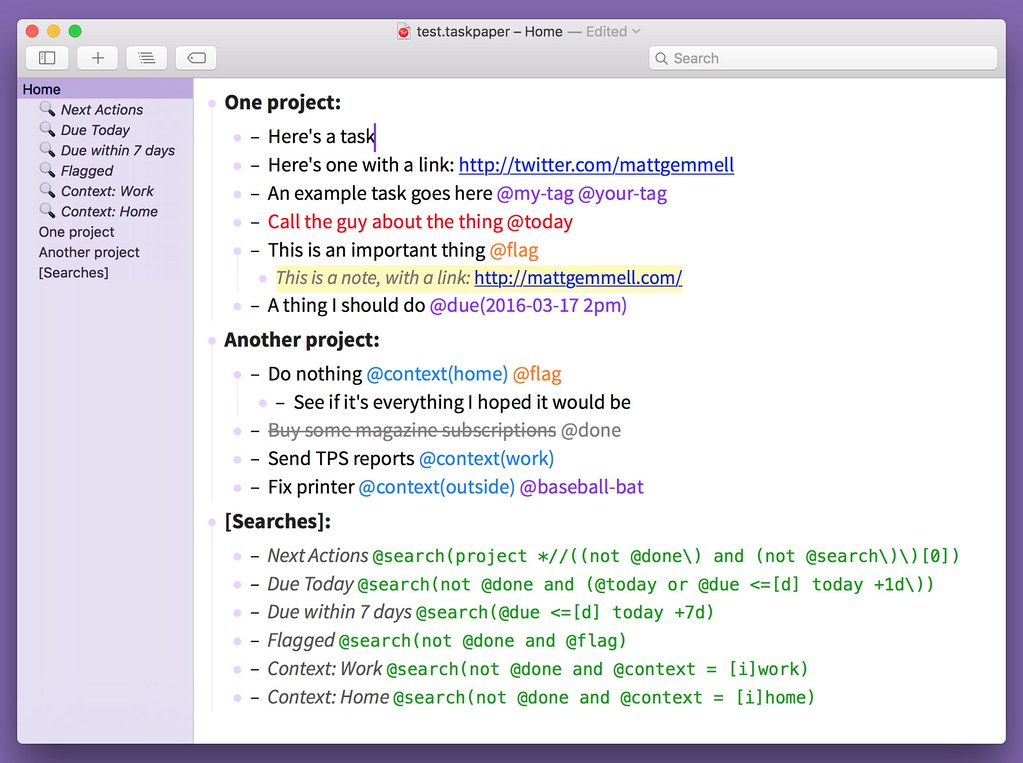 test.taskpaper – Home — Edited
Search
Home
Next Actions
Due Today
Due within 7 days
Flagged
Context: Work
Context: Home
One project
Another project
[Searches]
One project:
– Here's a task
– Here's one with a link: http://twitter.com/mattgemmell
– An example task goes here @my-tag @your-tag
– Call the guy about the thing @today
– This is an important thing @flag
This is a note, with a link: http://mattgemmell.com/
– A thing I should do @due(2016-03-17 2pm)
Another project:
– Do nothing @context(home) @flag
– See if it's everything I hoped it would be
– Buy some magazine subscriptions @done
– Send TPS reports @context(work)
– Fix printer @context(outside) @baseball-bat
[Searches]:
– Next Actions @search(project *//((not @done\) and (not @search\)\)[0])
– Due Today @search(not @done and (@today or @due <=[d] today +1d\))
– Due within 7 days @search(@due <=[d] today +7d)
– Flagged @search(not @done and @flag)
– Context: Work @search(not @done and @context = [i]work)
– Context: Home @search(not @done and @context = [i]home)